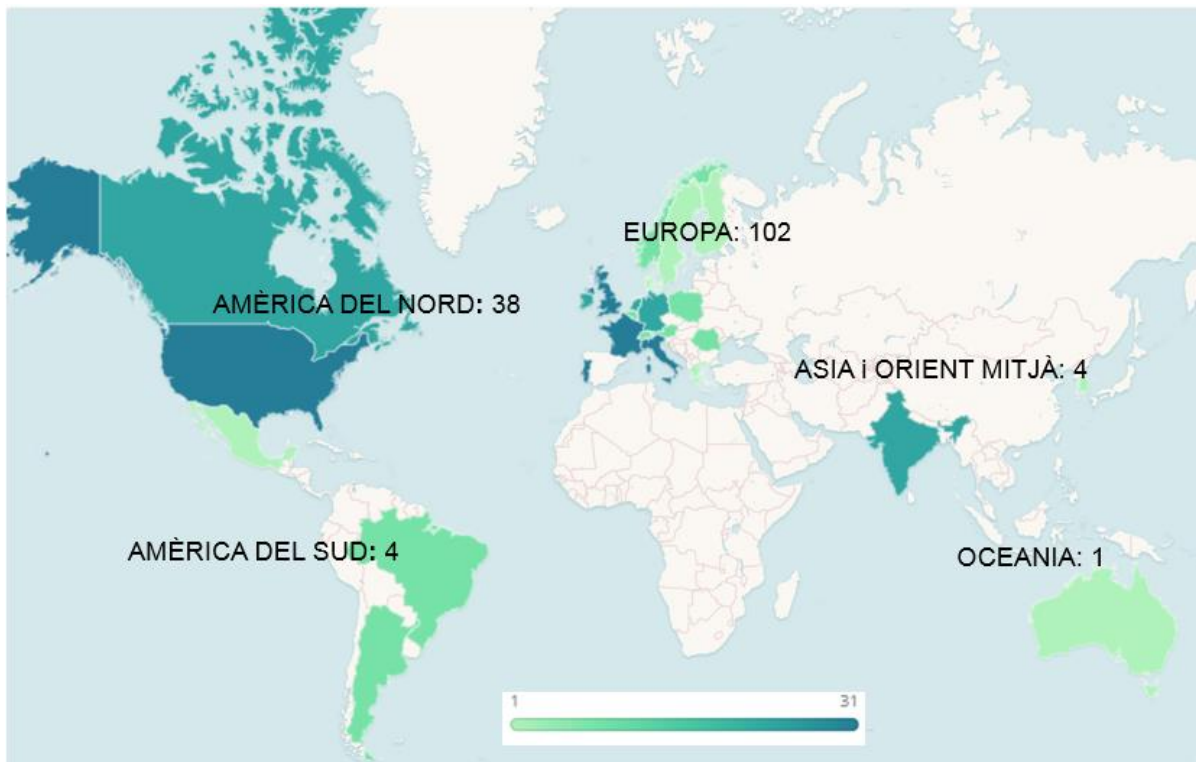 EUROPA: 102
AMÈRICA DEL NORD: 38
ASIA i ORIENT MITJÀ: 4
AMÈRICA DEL SUD: 4
OCEANIA: 1
1 31